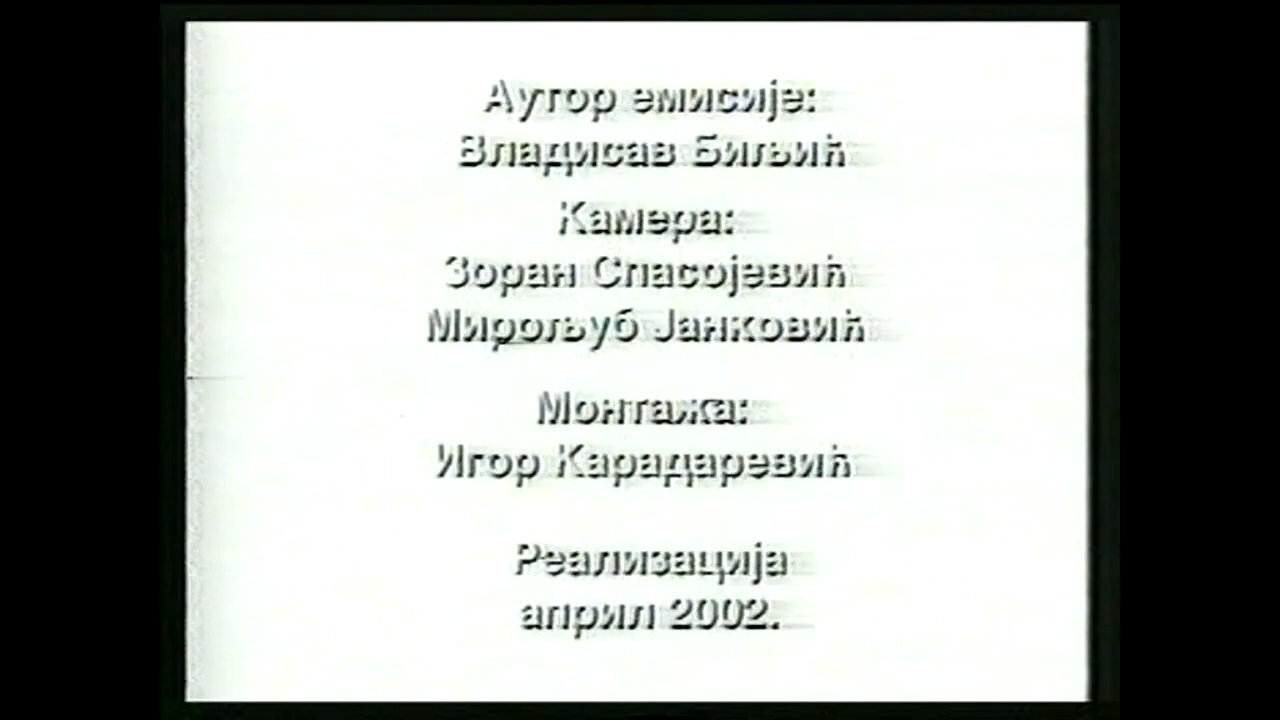 Аутор емисије:
Владисав Биљић
Камера:
Зоран Спасојевић
Мирољуб Јанковић
Монтажа:
Игор Карадаревић
Реализација
април 2002.